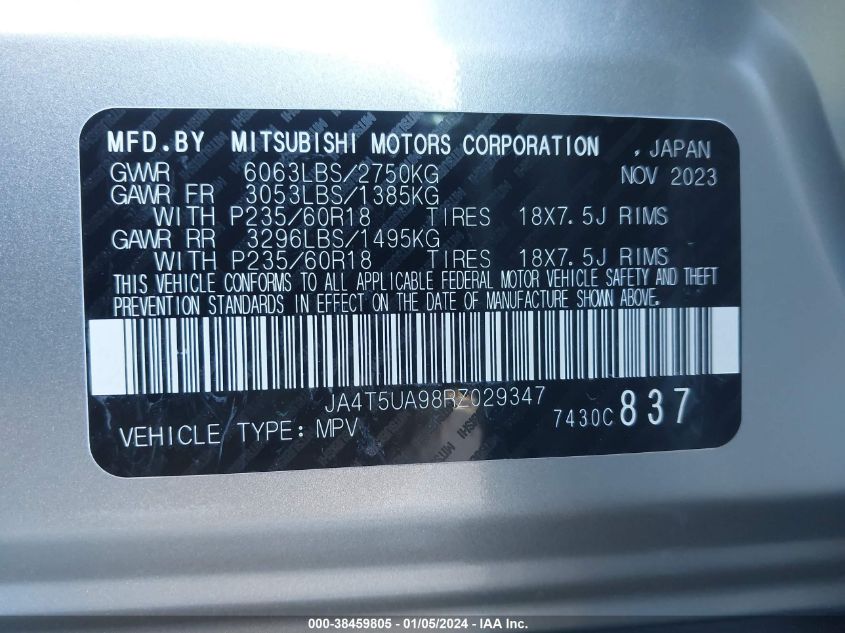 MFD.BY MITSUBISHI MOTORS CORPORATION , JAPAN
GVWR 6063LBS/2750KG NOV 2023
GAWR FR 3053LBS/1385KG
WITH P235/60R18 TIRES 18X7.5J RIMS
GAWR RR 3296LBS/1495KG
WITH P235/60R18 TIRES 18X7.5J RIMS
THIS VEHICLE CONFORMS TO ALL APPLICABLE FEDERAL MOTOR VEHICLE SAFETY AND THEFT
PREVENTION STANDARDS IN EFFECT ON THE DATE OF MANUFACTURE SHOWN ABOVE.
JA4T5UA98RZ029347
VEHICLE TYPE: MPV 7430C 837
000-38459805 - 01/05/2024 - IAA Inc.